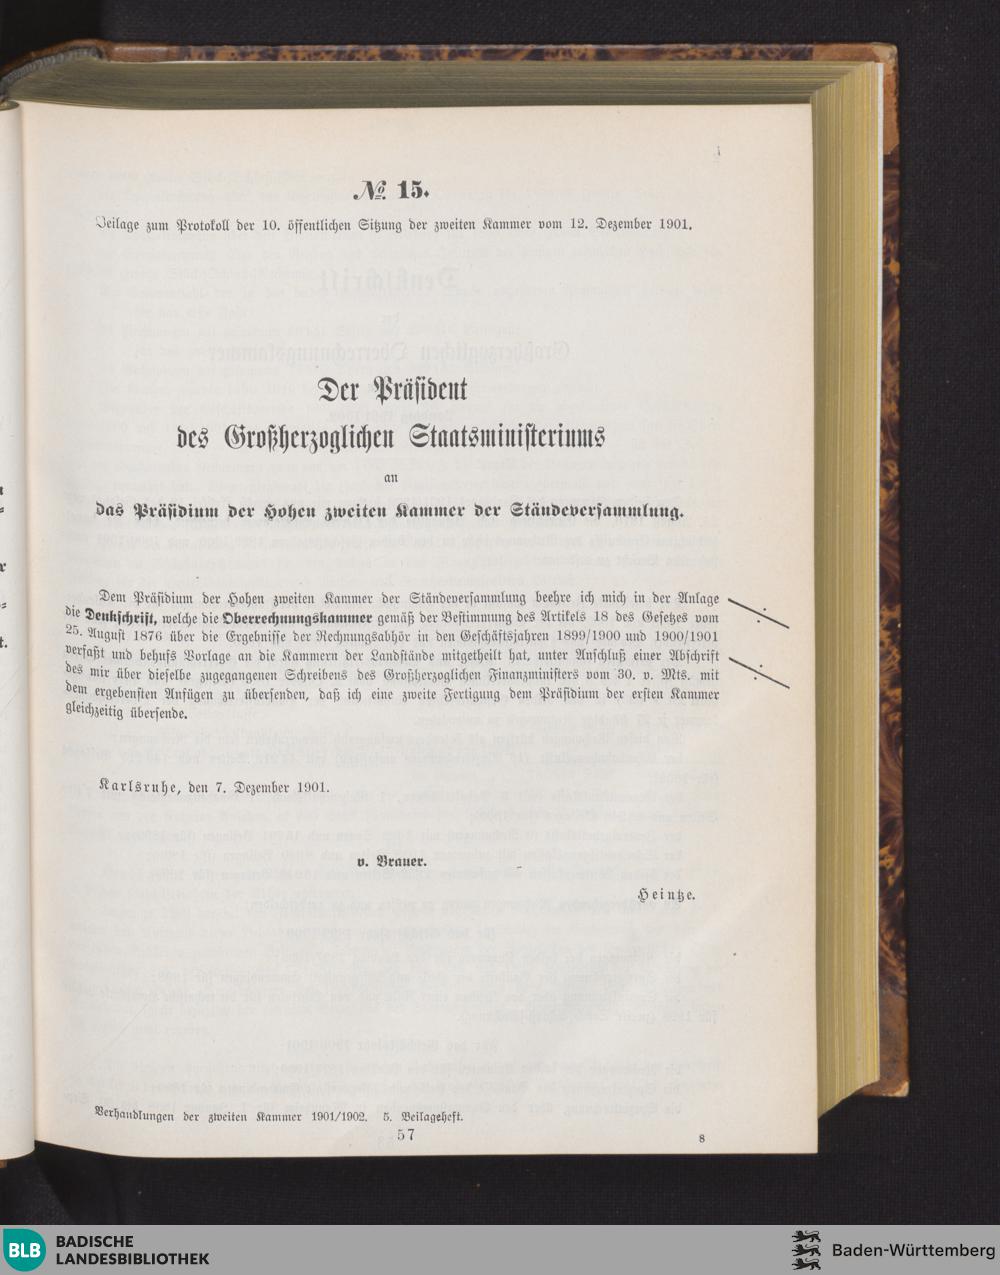 № 15.
Beilage zum Protokoll der 10. öffentlichen Sitzung der zweiten Kammer vom 12. Dezember 1901.
Der Präsident
des Großherzoglichen Staatsministeriums
an
das Präsidium der Hohen zweiten Kammer der Ständeversammlung.
Dem Präsidium der Hohen zweiten Kammer der Ständeversammlung beehre ich mich in der Anlage
die Denkschrift, welche die Oberrechnungskammer gemäß der Bestimmung des Artikels 18 des Gesetzes vom
25. August 1876 über die Ergebnisse der Rechnungsabhör in den Geschäftsjahren 1899/1900 und 1900/1901
verfaßt und behufs Vorlage an die Kammern der Landstände mitgetheilt hat, unter Anschluß einer Abschrift
des mir über dieselbe zugegangenen Schreibens des Großherzoglichen Finanzministers vom 30. v. Mts. mit
dem ergebensten Anfügen zu übersenden, daß ich eine zweite Fertigung dem Präsidium der ersten Kammer
gleichzeitig übersende.
Karlsruhe, den 7. Dezember 1901.
v. Brauer.
Heintze.
Verhandlungen der zweiten Kammer 1901/1902. 5. Beilageheft.
57
8
BLB BADISCHE
LANDESBIBLIOTHEK
Baden-Württemberg